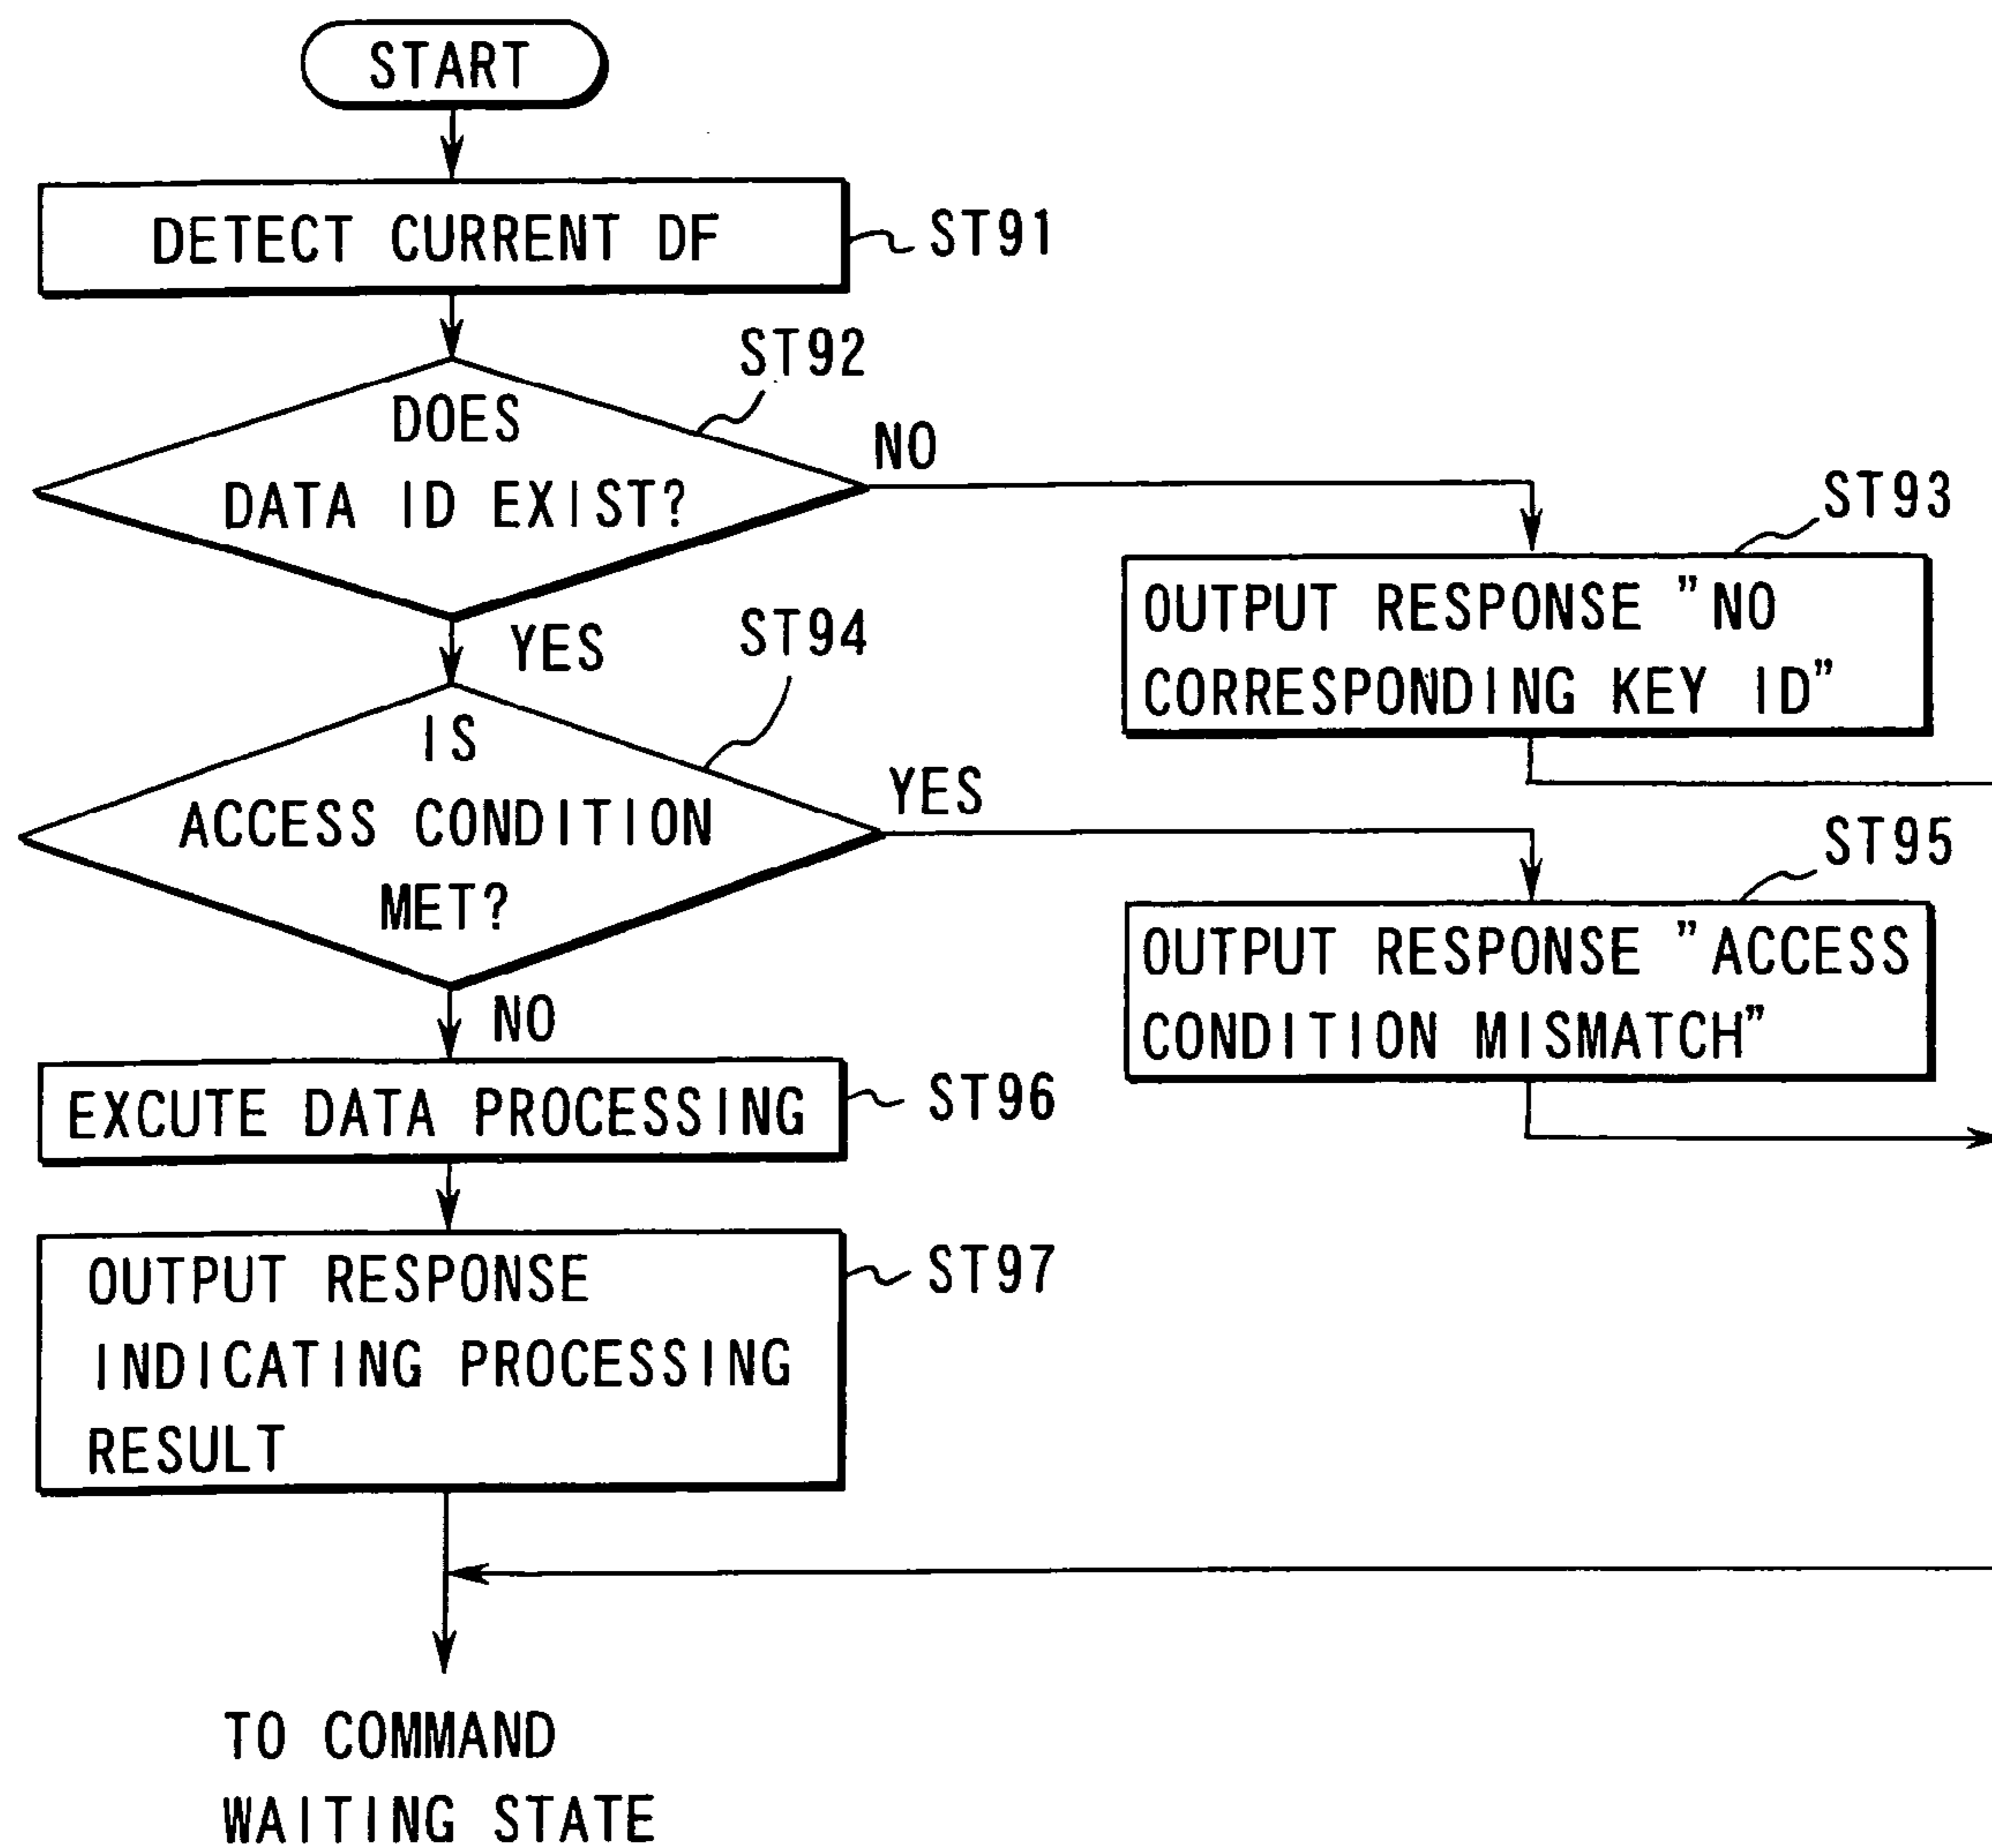 START
DETECT CURRENT DF
ST91
ST92
DOES
DATA ID EXIST?
NO
ST93
OUTPUT RESPONSE "NO
CORRESPONDING KEY ID"
YES
ST94
IS
ACCESS CONDITION
MET?
YES
ST95
OUTPUT RESPONSE "ACCESS
CONDITION MISMATCH"
NO
EXCUTE DATA PROCESSING
ST96
OUTPUT RESPONSE
INDICATING PROCESSING
RESULT
ST97
TO COMMAND
WAITING STATE